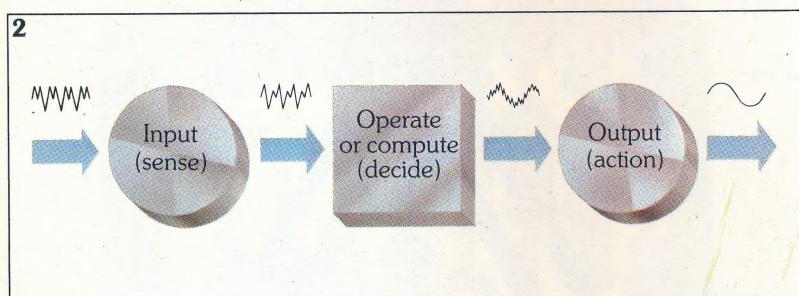 2
Input
(sense)
Operate
or compute
(decide)
Output
(action)